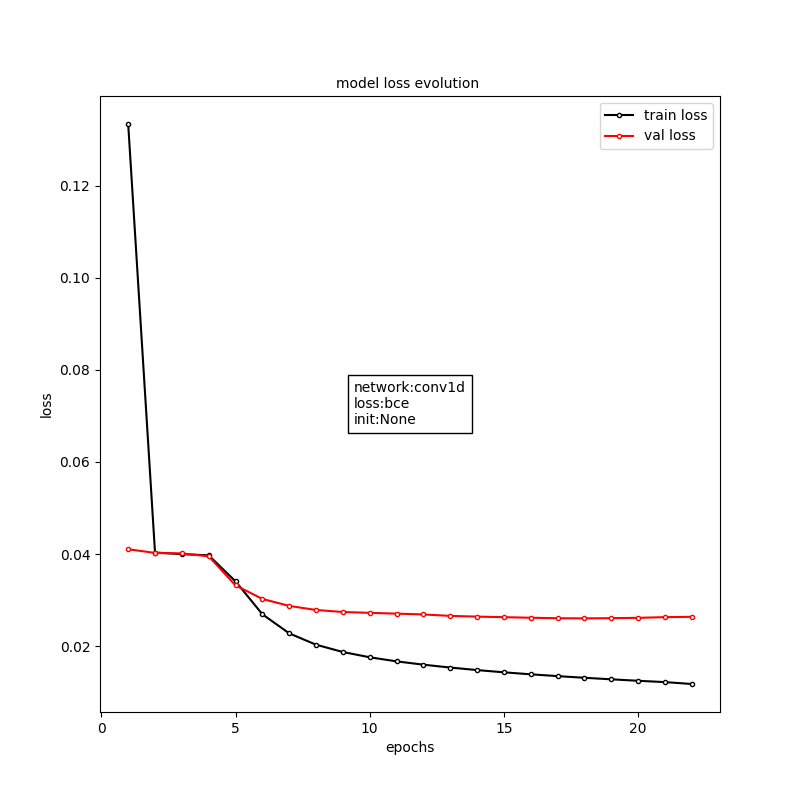 model loss evolution
train loss
val loss
0.12
0.10
0.08
0.06
0.04
0.02
loss
network:conv1d
loss:bce
init:None
0
5
10
15
20
epochs